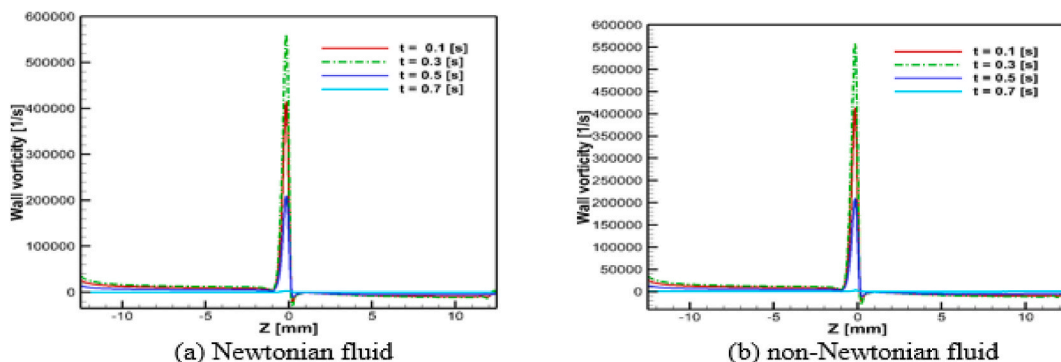 600000
500000
400000
300000
200000
100000
0
Wall vorticity [1/s]
t = 0.1 [s]
t = 0.3 [s]
t = 0.5 [s]
t = 0.7 [s]
-10
-5
0
5
10
Z [mm]
(a) Newtonian fluid
600000
550000
500000
450000
400000
350000
300000
250000
200000
150000
100000
50000
0
Wall vorticity [1/s]
t = 0.1 [s]
t = 0.3 [s]
t = 0.5 [s]
t = 0.7 [s]
-10
-5
0
5
10
Z [mm]
(b) non-Newtonian fluid